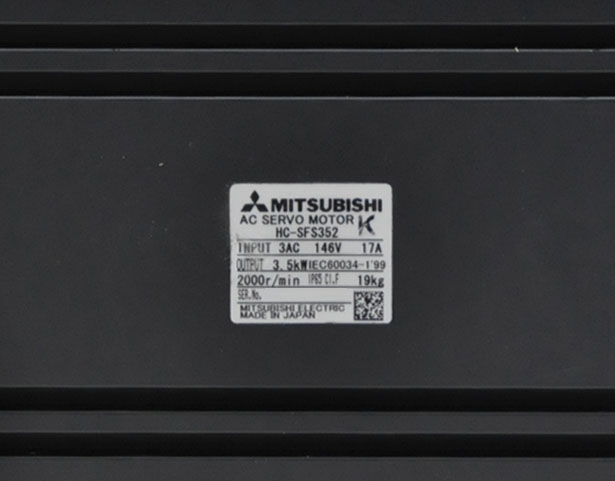 MITSUBISHI
AC SERVO MOTOR K
HC-SFS352
INPUT 3AC 146V 17A
OUTPUT 3.5kW IEC60034-1'99
2000r/min IP65 Cl.F 19kg
SER.No.
MITSUBISHI ELECTRIC
MADE IN JAPAN